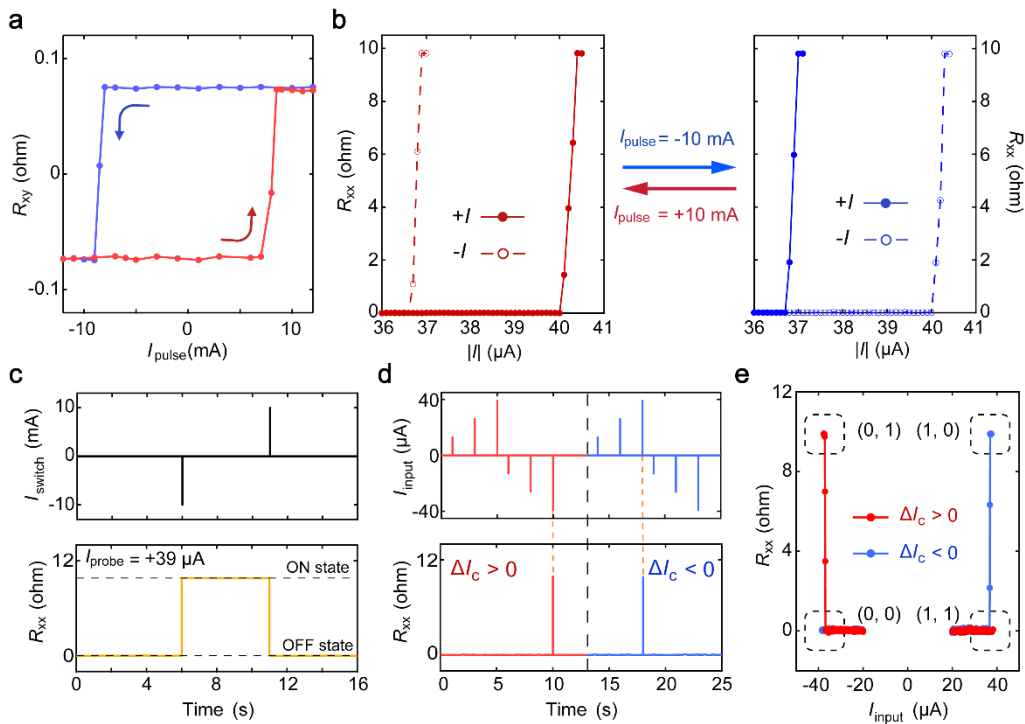 a
0.1
0
-0.1
R_xy (ohm)
-10
0
10
I_pulse(mA)
b
10
8
6
4
2
0
R_xx (ohm)
+I
-I
36 37 38 39 40 41
|I| (µA)
I_pulse = -10 mA
I_pulse = +10 mA
+I
-I
36 37 38 39 40 41
|I| (µA)
10
8
6
4
2
0
R_xx (ohm)
c
10
0
-10
I_switch (mA)
I_probe = +39 µA
ON state
OFF state
12
0
R_xx (ohm)
0 4 8 12 16
Time (s)
d
40
0
-40
I_input (µA)
ΔI_c > 0
ΔI_c < 0
12
0
R_xx (ohm)
0 5 10 15 20 25
Time (s)
e
12
9
6
3
0
R_xx (ohm)
(0, 1) (1, 0)
ΔI_c > 0
ΔI_c < 0
(0, 0) (1, 1)
-40 -20 0 20 40
I_input (µA)